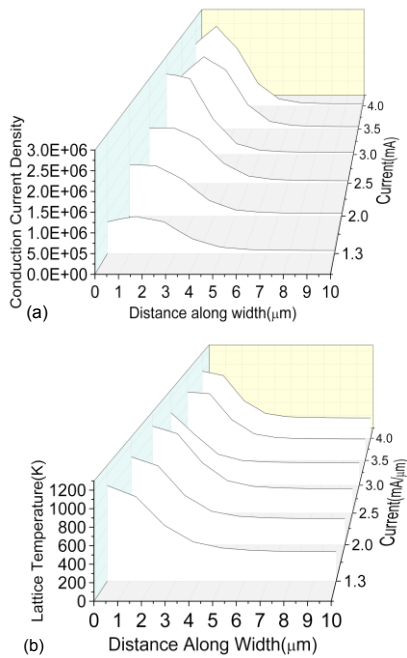 4.0
3.5
3.0
2.5
2.0
1.3
Current(mA)
3.0E+06
2.5E+06
2.0E+06
1.5E+06
1.0E+06
5.0E+05
0.0E+00
Conduction Current Density
0 1 2 3 4 5 6 7 8 9 10
(a)
Distance along width(μm)
4.0
3.5
3.0
2.5
2.0
1.3
Current(mA/μm)
1200
1000
800
600
400
200
0
Lattice Temperature(K)
0 1 2 3 4 5 6 7 8 9 10
(b)
Distance Along Width(μm)